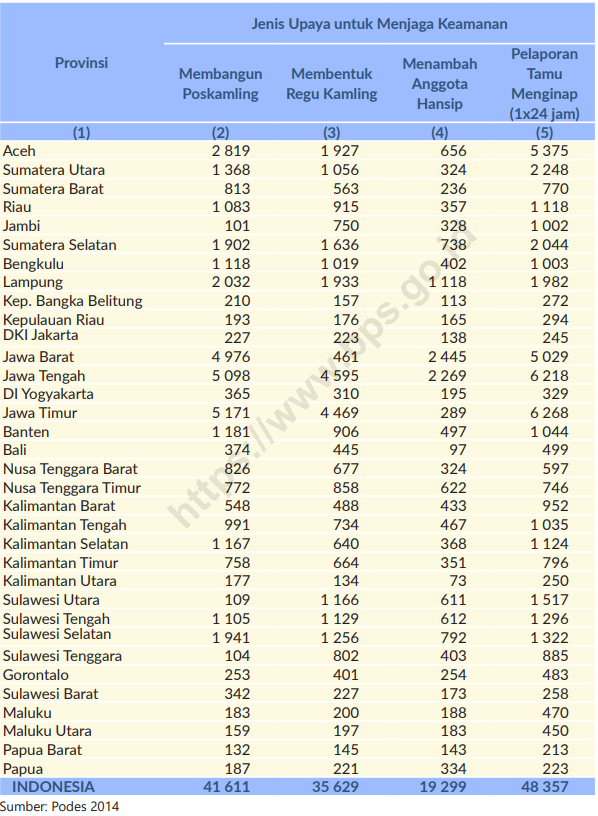 Provinsi Jenis Upaya untuk Menjaga Keamanan
Membangun Poskamling Membentuk Regu Kamling Menambah Anggota Hansip Pelaporan Tamu Menginap (1x24 jam)
(1) (2) (3) (4) (5)
Aceh 2 819 1 927 656 5 375
Sumatera Utara 1 368 1 056 324 2 248
Sumatera Barat 813 563 236 770
Riau 1 083 915 357 1 118
Jambi 101 750 328 1 002
Sumatera Selatan 1 902 1 636 738 2 044
Bengkulu 1 118 1 019 402 1 003
Lampung 2 032 1 933 1 118 1 982
Kep. Bangka Belitung 210 157 113 272
Kepulauan Riau 193 176 165 294
DKI Jakarta 227 223 138 245
Jawa Barat 4 976 461 2 445 5 029
Jawa Tengah 5 098 4 595 2 269 6 218
DI Yogyakarta 365 310 195 329
Jawa Timur 5 171 4 469 289 6 268
Banten 1 181 906 497 1 044
Bali 374 445 97 499
Nusa Tenggara Barat 826 677 324 597
Nusa Tenggara Timur 772 858 622 746
Kalimantan Barat 548 488 433 952
Kalimantan Tengah 991 734 467 1 035
Kalimantan Selatan 1 167 640 368 1 124
Kalimantan Timur 758 664 351 796
Kalimantan Utara 177 134 73 250
Sulawesi Utara 109 1 166 611 1 517
Sulawesi Tengah 1 105 1 129 612 1 296
Sulawesi Selatan 1 941 1 256 792 1 322
Sulawesi Tenggara 104 802 403 885
Gorontalo 253 401 254 483
Sulawesi Barat 342 227 173 258
Maluku 183 200 188 470
Maluku Utara 159 197 183 450
Papua Barat 132 145 143 213
Papua 187 221 334 223
INDONESIA 41 611 35 629 19 299 48 357
Sumber: Podes 2014
https://www.bps.go.id